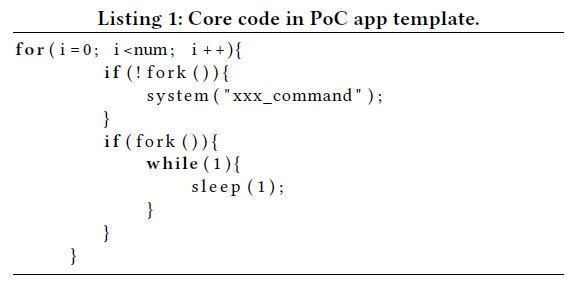 Listing 1: Core code in PoC app template.
for(i=0; i<num; i++){
if(!fork()){
system("xxx_command");
}
if(fork()){
while(1){
sleep(1);
}
}
}